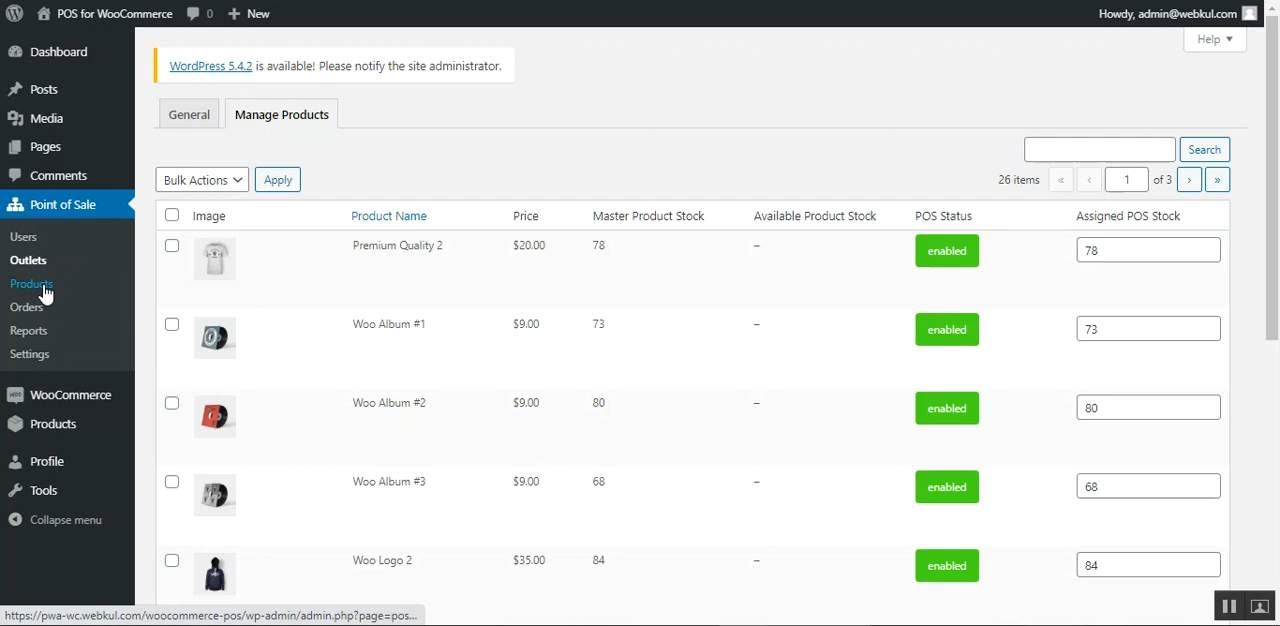 POS for WooCommerce 0 + New Howdy, admin@webkul.com
Help ▼
Dashboard
Posts
Media
Pages
Comments
Point of Sale
Users
Outlets
Products
Orders
Reports
Settings
WooCommerce
Products
Profile
Tools
Collapse menu
WordPress 5.4.2 is available! Please notify the site administrator.
General Manage Products
Search
Bulk Actions Apply 26 items « ‹ 1 of 3 › »
Image Product Name Price Master Product Stock Available Product Stock POS Status Assigned POS Stock
Premium Quality 2 $20.00 78 – enabled 78
Woo Album #1 $9.00 73 – enabled 73
Woo Album #2 $9.00 80 – enabled 80
Woo Album #3 $9.00 68 – enabled 68
Woo Logo 2 $35.00 84 – enabled 84
https://pwa-wc.webkul.com/woocommerce-pos/wp-admin/admin.php?page=pos...